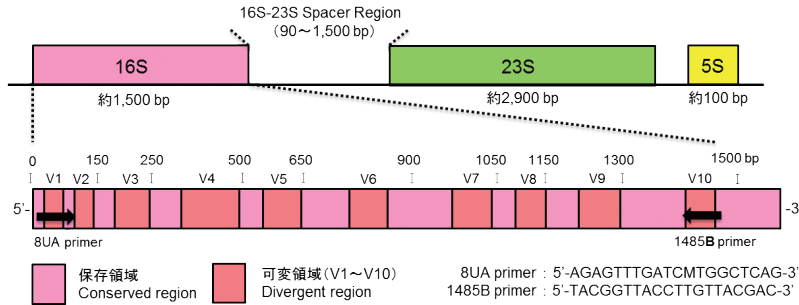 16S-23S Spacer Region
（90～1,500 bp）
16S 23S 5S
約1,500 bp 約2,900 bp 約100 bp
0 150 250 500 650 900 1050 1150 1300 1500 bp
V1 V2 V3 V4 V5 V6 V7 V8 V9 V10
5'- -3
8UA primer 1485B primer
保存領域 可変領域（V1～V10） 8UA primer：5'-AGAGTTTGATCMTGGCTCAG-3'
Conserved region Divergent region 1485B primer：5'-TACGGTTACCTTGTTACGAC-3'